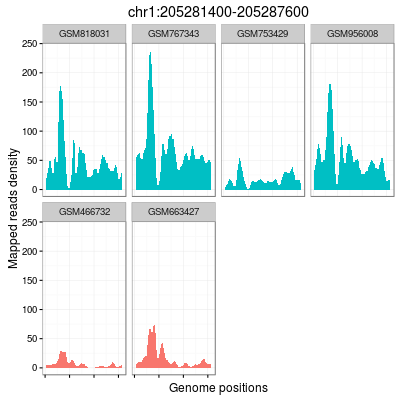 chr1:205281400-205287600
GSM818031 GSM767343 GSM753429 GSM956008
250
200
150
100
50
0
Mapped reads density
GSM466732 GSM663427
250
200
150
100
50
0
Genome positions